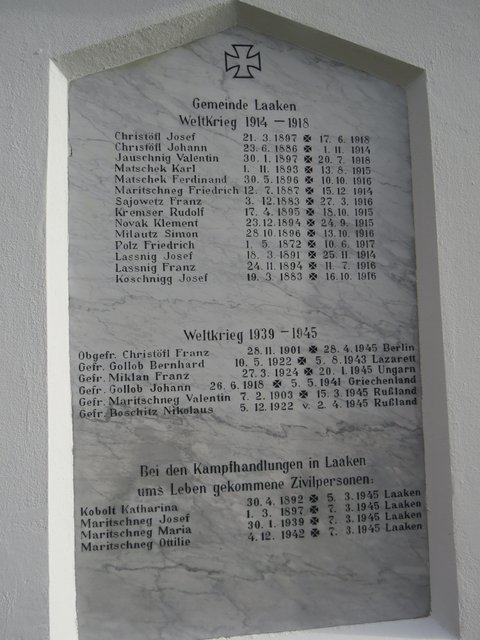 Gemeinde Laaken
Weltkrieg 1914 – 1918
Christöfl Josef 21. 3. 1897 ✠ 17. 6. 1918
Christöfl Johann 23. 6. 1886 ✠ 1. 11. 1914
Jauschnig Valentin 30. 1. 1897 ✠ 20. 7. 1918
Matschek Karl 1. 11. 1893 ✠ 13. 8. 1915
Matschek Ferdinand 30. 5. 1896 ✠ 10. 10. 1916
Maritschneg Friedrich 12. 7. 1887 ✠ 15. 12. 1914
Sajowetz Franz 3. 12. 1883 ✠ 27. 3. 1916
Kremser Rudolf 17. 4. 1895 ✠ 18. 10. 1915
Novak Klement 23. 12. 1894 ✠ 24. 9. 1915
Milautz Simon 28. 10. 1896 ✠ 13. 10. 1916
Polz Friedrich 1. 5. 1872 ✠ 10. 6. 1917
Lassnig Josef 18. 3. 1891 ✠ 25. 11. 1914
Lassnig Franz 24. 11. 1894 ✠ 11. 7. 1916
Koschnigg Josef 19. 3. 1883 ✠ 16. 10. 1916
Weltkrieg 1939 – 1945
Obgefr. Christöfl Franz 28. 11. 1901 ✠ 28. 4. 1945 Berlin
Gefr. Gollob Bernhard 10. 5. 1922 ✠ 5. 8. 1943 Lazarett
Gefr. Miklan Franz 27. 3. 1924 ✠ 20. 1. 1945 Ungarn
Gefr. Gollob Johann 26. 6. 1918 ✠ 5. 5. 1941 Griechenland
Gefr. Maritschneg Valentin 7. 2. 1903 ✠ 15. 3. 1945 Rußland
Gefr. Boschitz Nikolaus 5. 12. 1922 v. 2. 4. 1945 Rußland
Bei den Kampfhandlungen in Laaken
ums Leben gekommene Zivilpersonen:
Kobolt Katharina 30. 4. 1892 ✠ 5. 3. 1945 Laaken
Maritschneg Josef 1. 3. 1897 ✠ 7. 3. 1945 Laaken
Maritschneg Maria 30. 1. 1939 ✠ 7. 3. 1945 Laaken
Maritschneg Ottilie 4. 12. 1942 ✠ 7. 3. 1945 Laaken